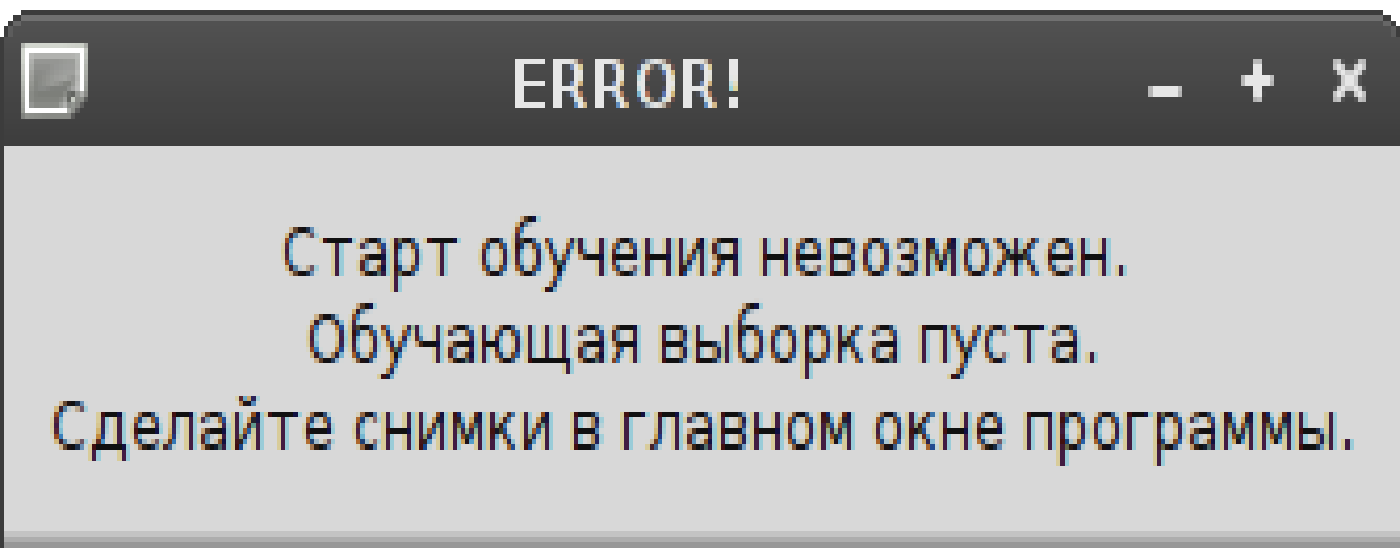 ERROR!
Старт обучения невозможен.
Обучающая выборка пуста.
Сделайте снимки в главном окне программы.